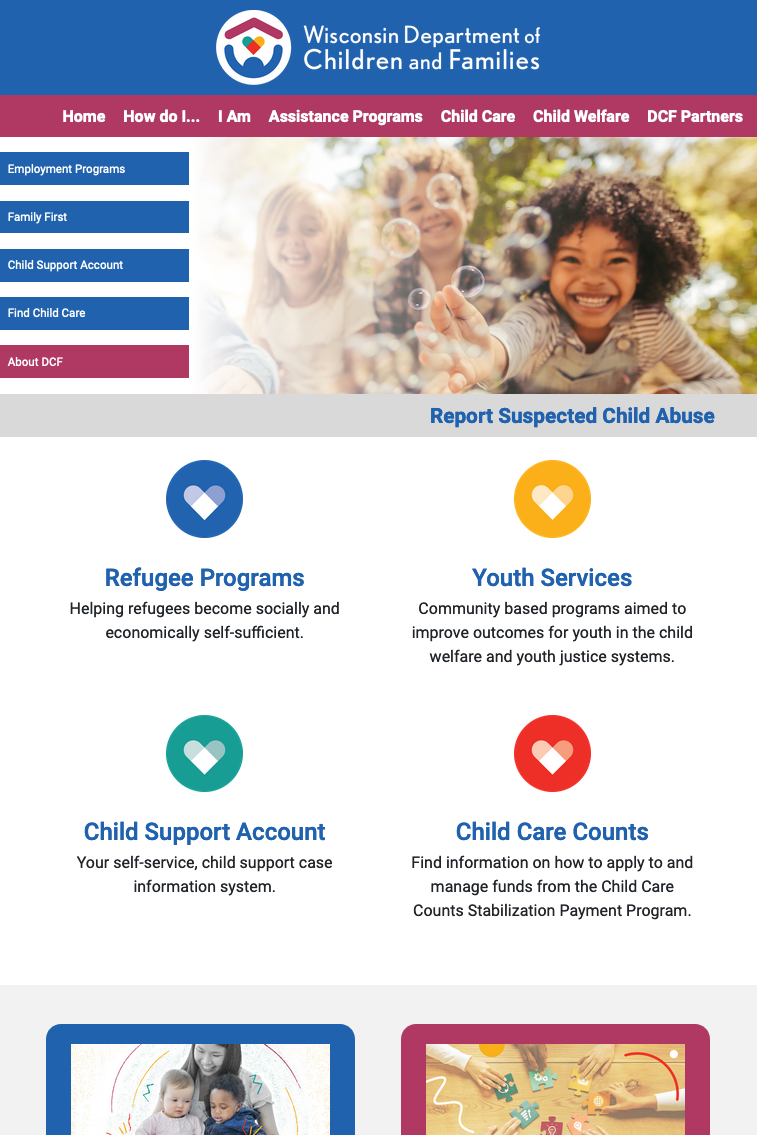 Wisconsin Department of
Children and Families
Home How do I... I Am Assistance Programs Child Care Child Welfare DCF Partners
Employment Programs
Family First
Child Support Account
Find Child Care
About DCF
Report Suspected Child Abuse
Refugee Programs
Helping refugees become socially and
economically self-sufficient.
Youth Services
Community based programs aimed to
improve outcomes for youth in the child
welfare and youth justice systems.
Child Support Account
Your self-service, child support case
information system.
Child Care Counts
Find information on how to apply to and
manage funds from the Child Care
Counts Stabilization Payment Program.